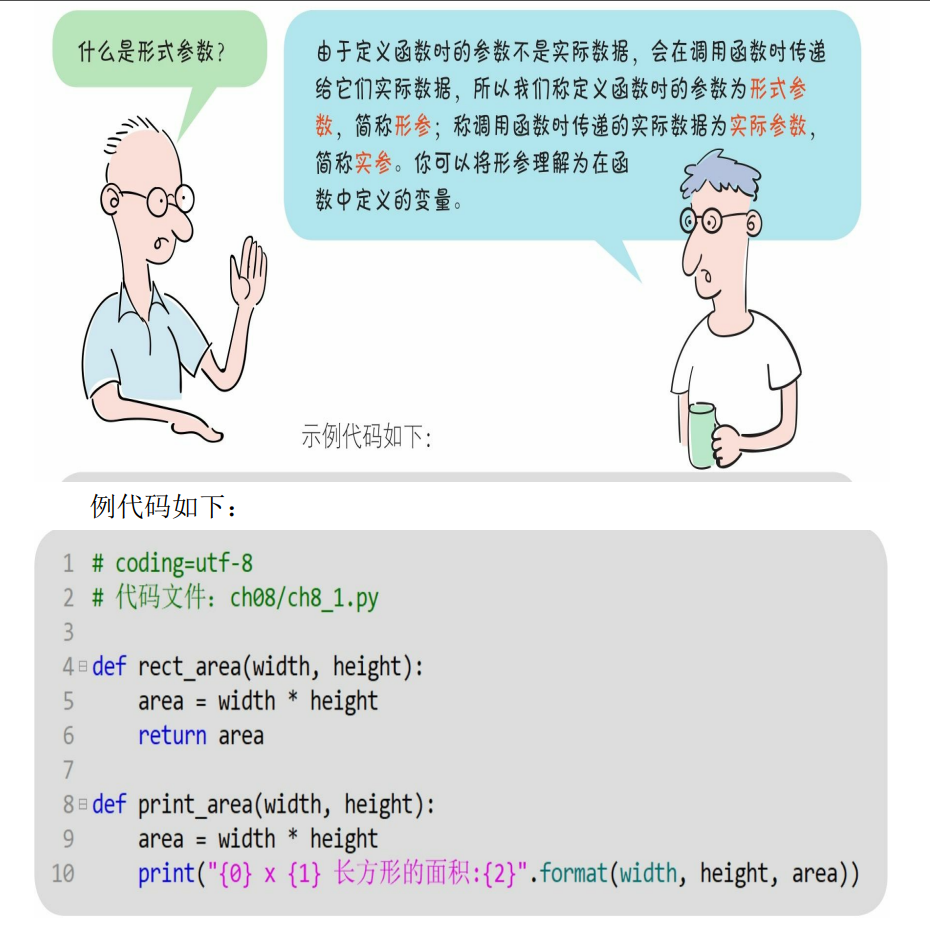 什么是形式参数？
由于定义函数时的参数不是实际数据，会在调用函数时传递
给它们实际数据，所以我们称定义函数时的参数为形式参
数，简称形参；称调用函数时传递的实际数据为实际参数，
简称实参。你可以将形参理解为在函
数中定义的变量。
示例代码如下：
例代码如下：
1 # coding=utf-8
2 # 代码文件：ch08/ch8_1.py
3
4 def rect_area(width, height):
5     area = width * height
6     return area
7
8 def print_area(width, height):
9     area = width * height
10     print("{0} x {1} 长方形的面积:{2}".format(width, height, area))